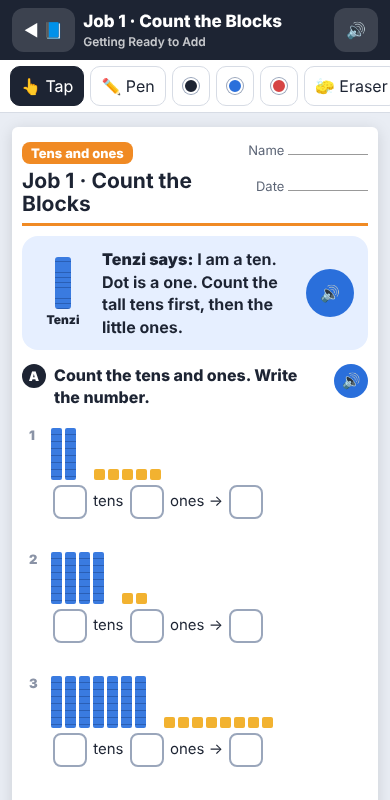 Job 1 · Count the Blocks
Getting Ready to Add
Tap
Pen
Eraser
Tens and ones
Name
Job 1 · Count the
Blocks
Date
Tenzi says: I am a ten.
Dot is a one. Count the
tall tens first, then the
little ones.
Tenzi
A Count the tens and ones. Write
the number.
1
tens ones →
2
tens ones →
3
tens ones →